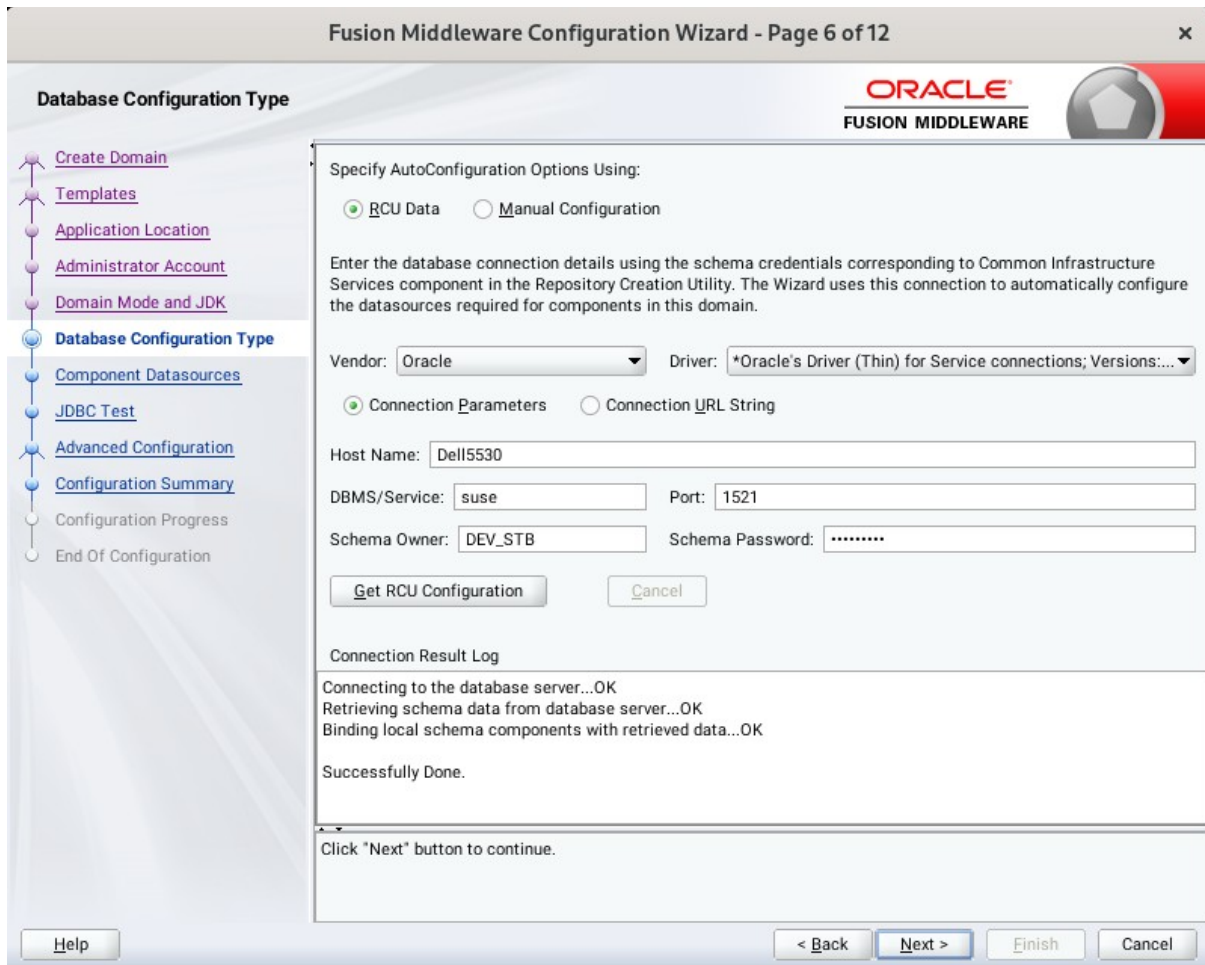 Fusion Middleware Configuration Wizard - Page 6 of 12
×
Database Configuration Type
ORACLE
FUSION MIDDLEWARE
Create Domain
Templates
Application Location
Administrator Account
Domain Mode and JDK
Database Configuration Type
Component Datasources
JDBC Test
Advanced Configuration
Configuration Summary
Configuration Progress
End Of Configuration
Specify AutoConfiguration Options Using:
RCU Data Manual Configuration
Enter the database connection details using the schema credentials corresponding to Common Infrastructure
Services component in the Repository Creation Utility. The Wizard uses this connection to automatically configure
the datasources required for components in this domain.
Vendor: Oracle Driver: *Oracle's Driver (Thin) for Service connections; Versions:...
Connection Parameters Connection URL String
Host Name: Dell5530
DBMS/Service: suse Port: 1521
Schema Owner: DEV_STB Schema Password: •••••••••
Get RCU Configuration Cancel
Connection Result Log
Connecting to the database server...OK
Retrieving schema data from database server...OK
Binding local schema components with retrieved data...OK
Successfully Done.
Click "Next" button to continue.
Help < Back Next > Finish Cancel